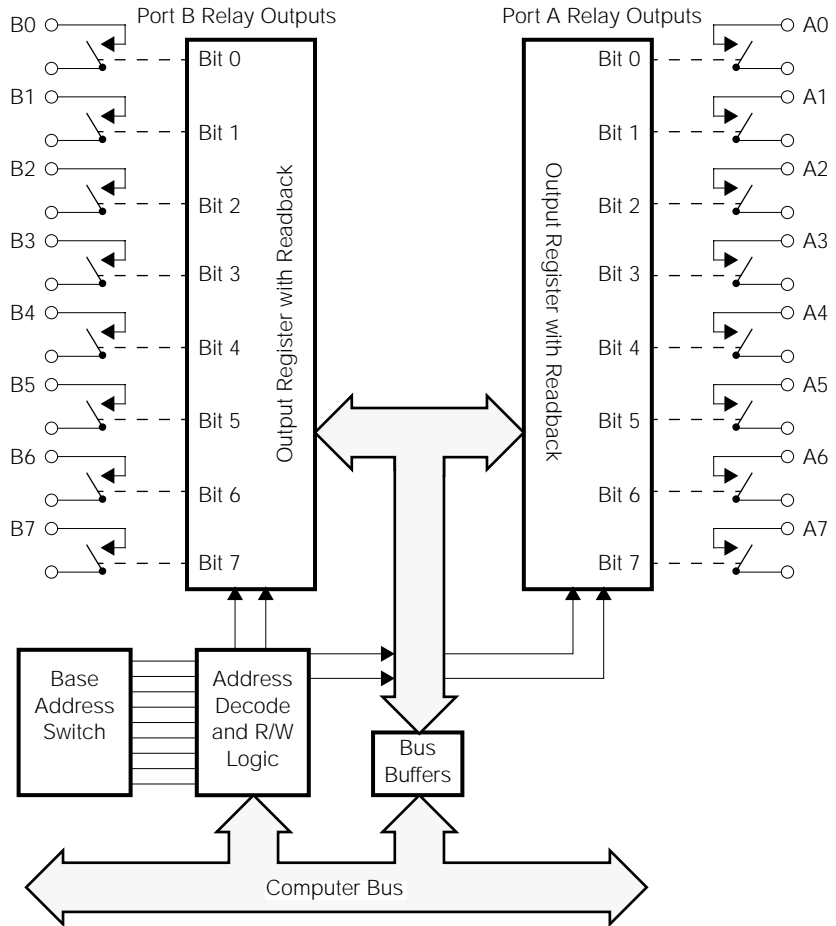 Port B Relay Outputs
Port A Relay Outputs
B0
B1
B2
B3
B4
B5
B6
B7
Bit 0
Bit 1
Bit 2
Bit 3
Bit 4
Bit 5
Bit 6
Bit 7
Output Register with Readback
Output Register with Readback
Bit 0
Bit 1
Bit 2
Bit 3
Bit 4
Bit 5
Bit 6
Bit 7
A0
A1
A2
A3
A4
A5
A6
A7
Base
Address
Switch
Address
Decode
and R/W
Logic
Bus
Buffers
Computer Bus